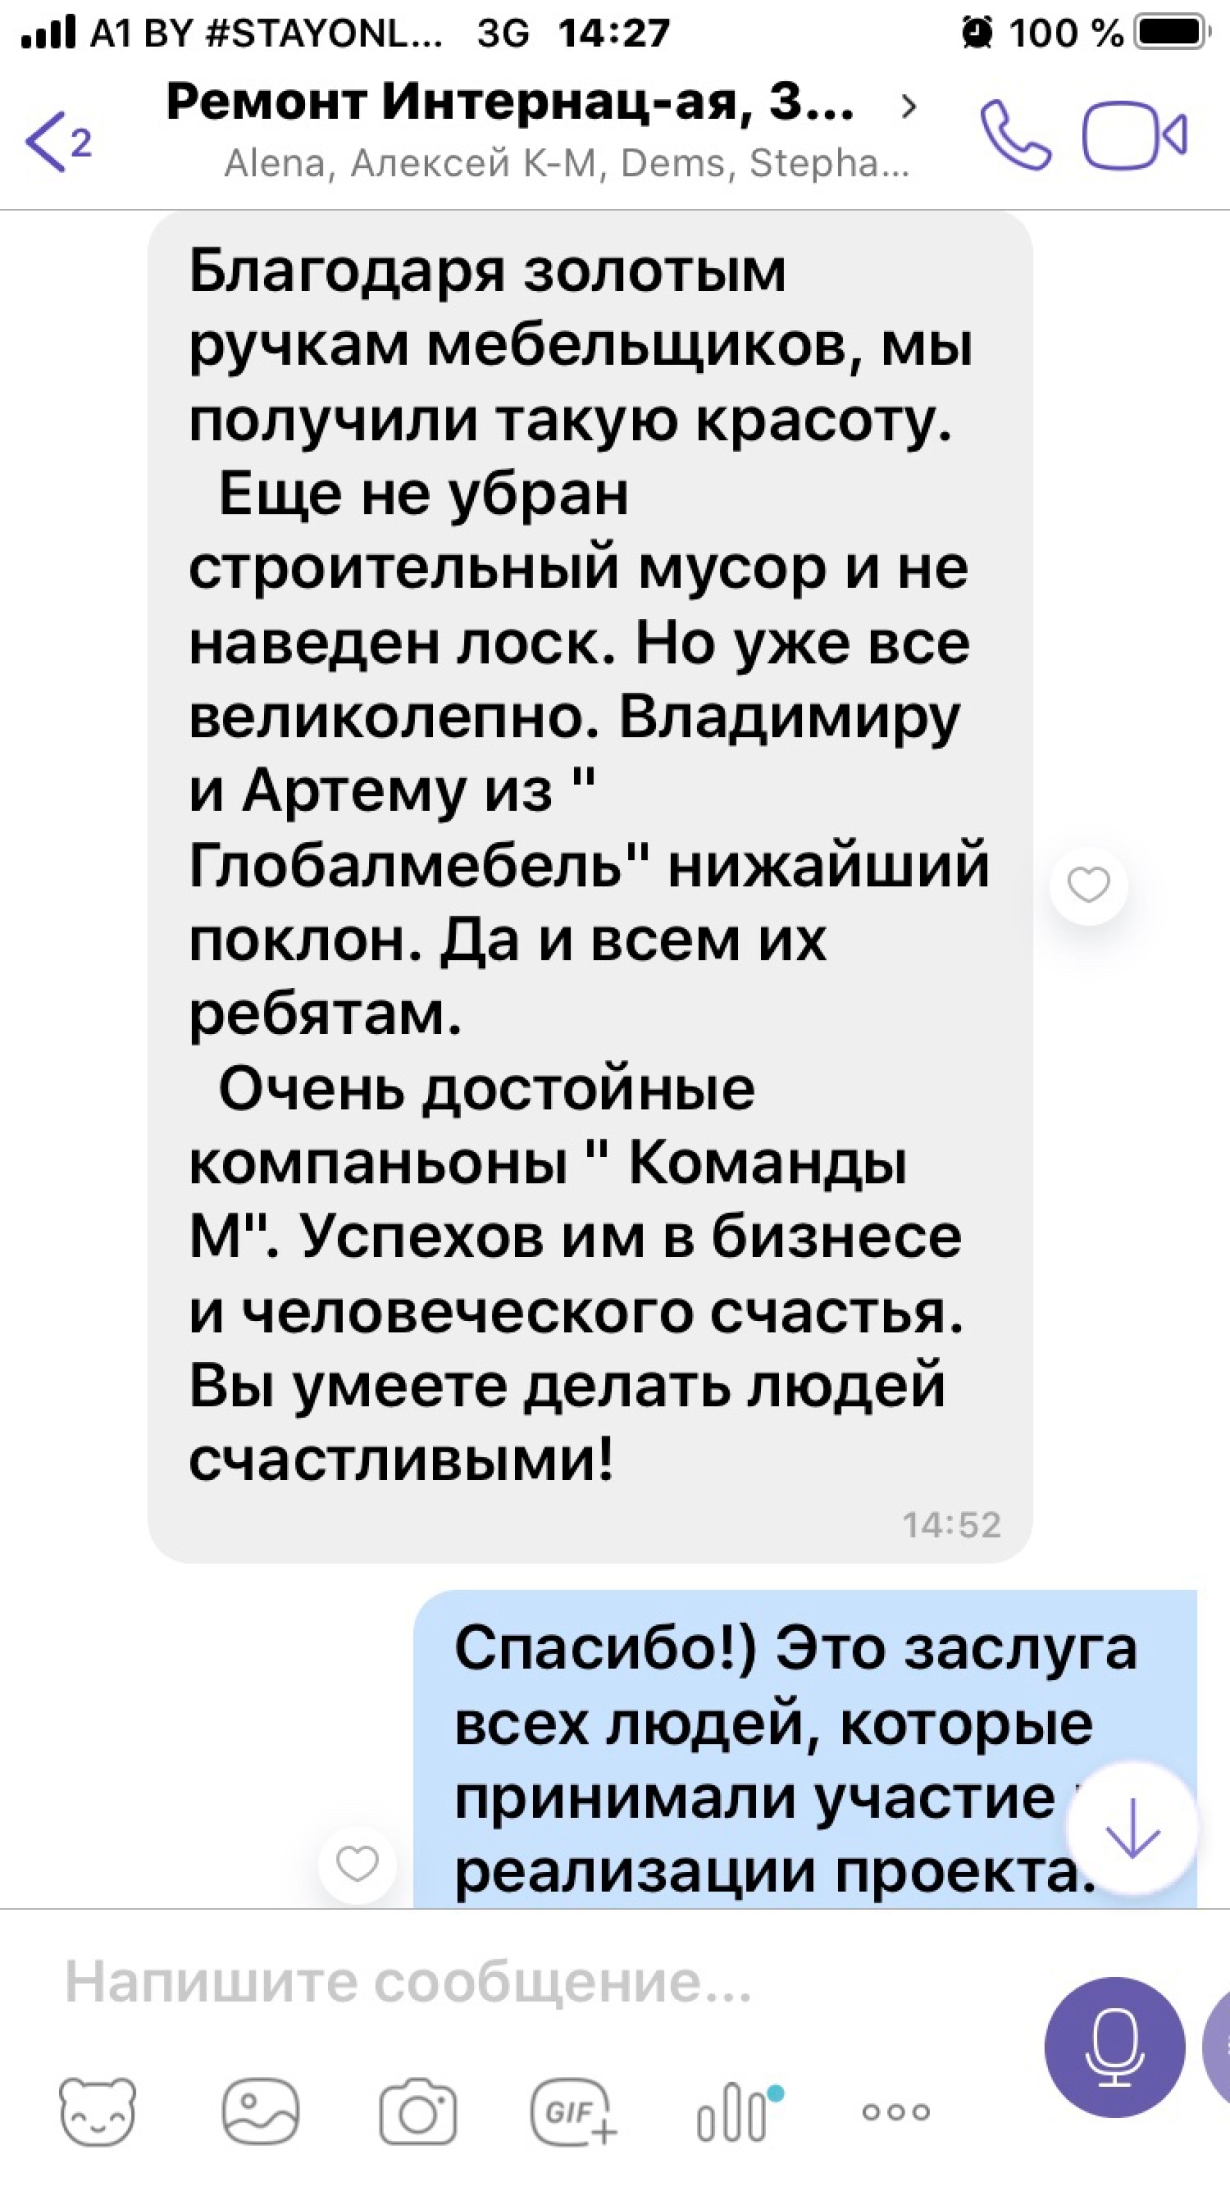 A1 BY #STAYONL... 3G 14:27 100 %
2
Ремонт Интернац-ая, 3...
Alena, Алексей К-М, Dems, Stepha...
Благодаря золотым
ручкам мебельщиков, мы
получили такую красоту.
Еще не убран
строительный мусор и не
наведен лоск. Но уже все
великолепно. Владимиру
и Артему из "
Глобалмебель" нижайший
поклон. Да и всем их
ребятам.
Очень достойные
компаньоны " Команды
М". Успехов им в бизнесе
и человеческого счастья.
Вы умеете делать людей
счастливыми!
14:52
Спасибо!) Это заслуга
всех людей, которые
принимали участие
реализации проекта.
Напишите сообщение...
GIF